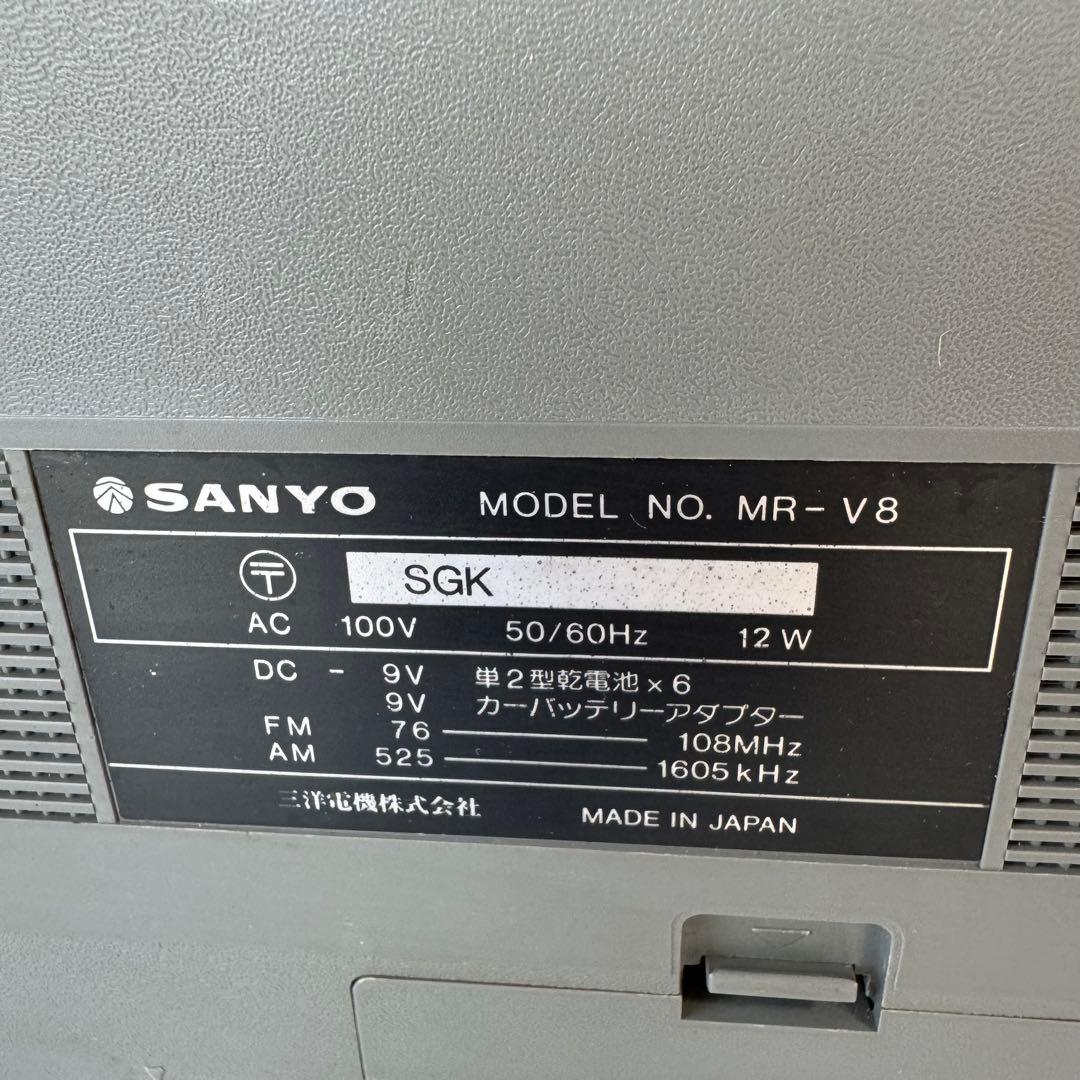 SANYO MODEL NO. MR-V8
〒 SGK
AC 100V 50/60Hz 12W
DC - 9V 単2型乾電池×6
9V カーバッテリーアダプター
FM 76 — 108MHz
AM 525 — 1605kHz
三洋電機株式会社 MADE IN JAPAN